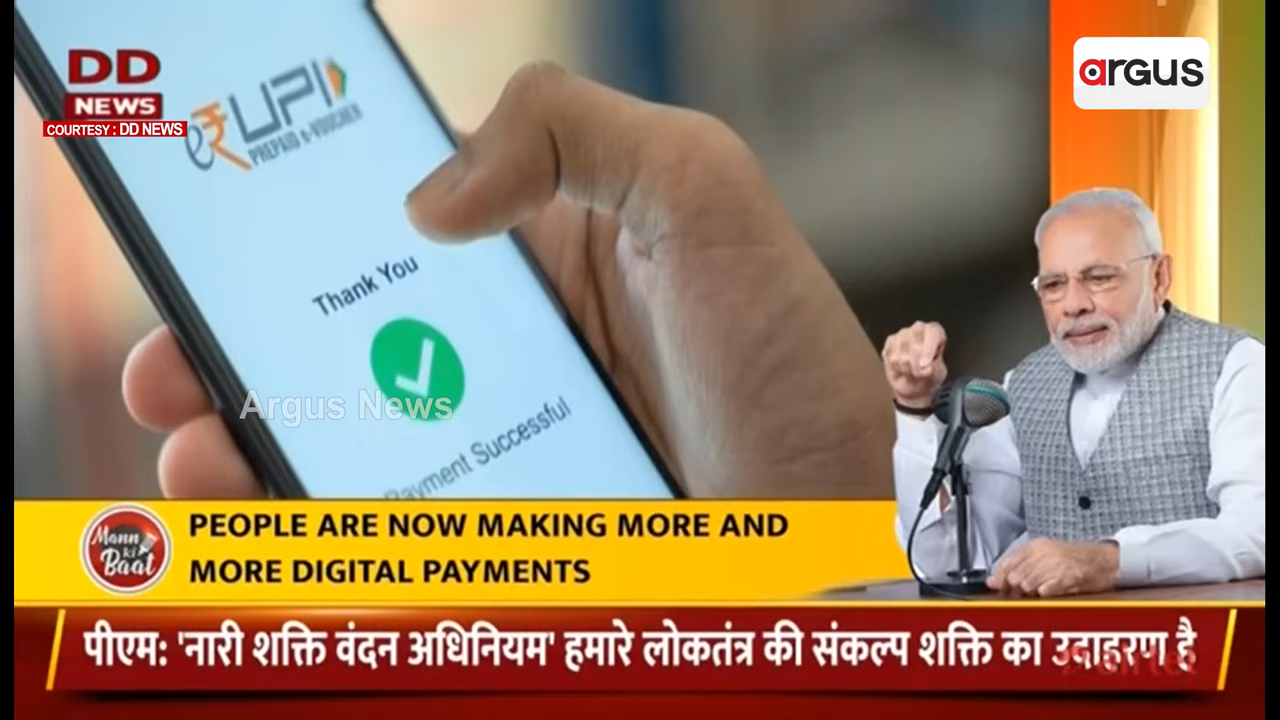 DD
NEWS
COURTESY : DD NEWS
argus
e₹UPI
PREPAID e-VOUCHER
Thank You
Argus News
Payment Successful
Mann
ki
Baat
PEOPLE ARE NOW MAKING MORE AND
MORE DIGITAL PAYMENTS
पीएम: 'नारी शक्ति वंदन अधिनियम' हमारे लोकतंत्र की संकल्प शक्ति का उदाहरण है